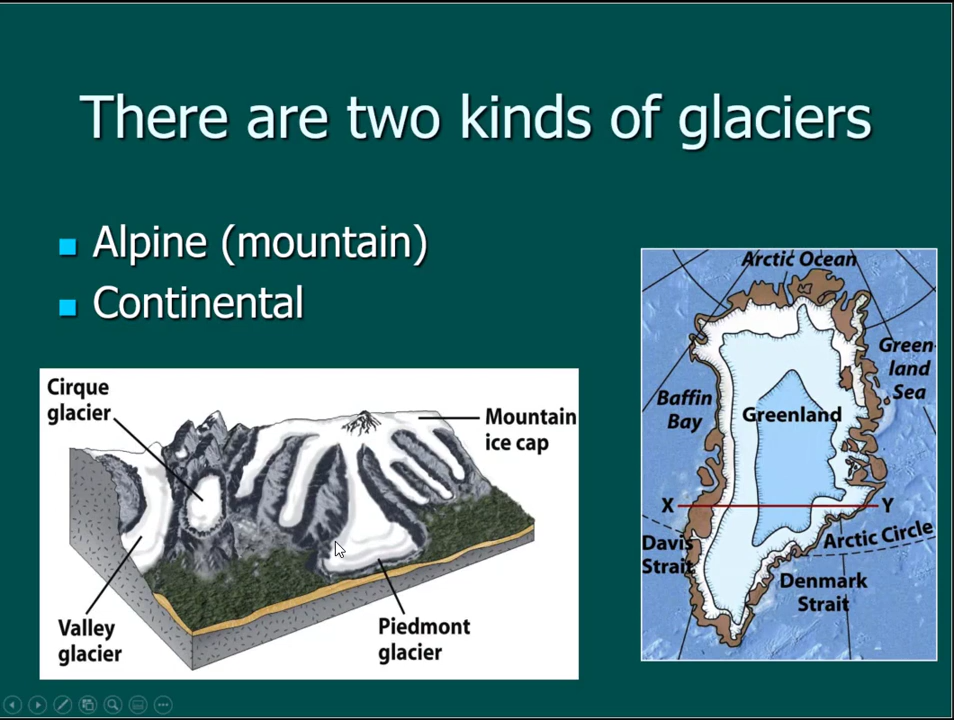 There are two kinds of glaciers
Alpine (mountain)
Continental
Cirque
glacier
Mountain
ice cap
Valley
glacier
Piedmont
glacier
Arctic Ocean
Green-
land
Sea
Baffin
Bay
Greenland
X
Y
Davis
Strait
Arctic Circle
Denmark
Strait